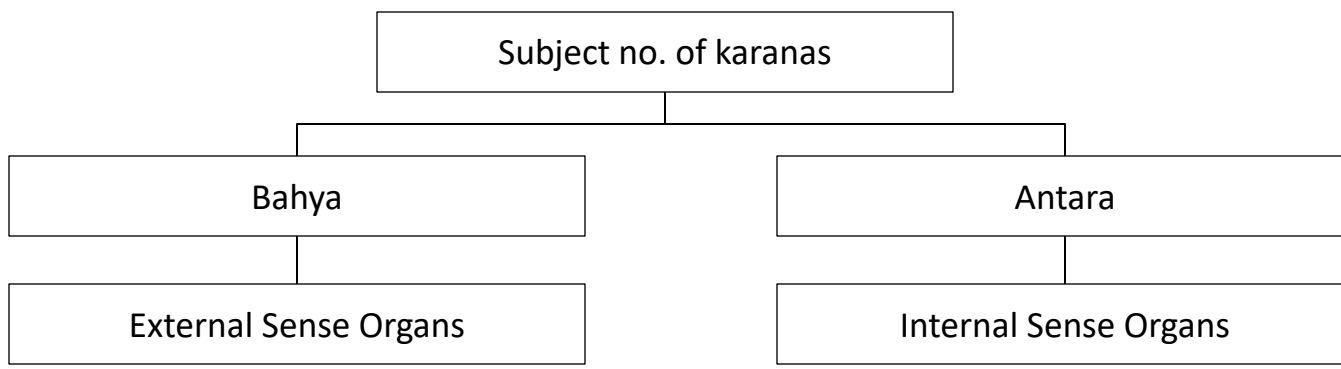 Subject no. of karanas
Bahya
Antara
External Sense Organs
Internal Sense Organs